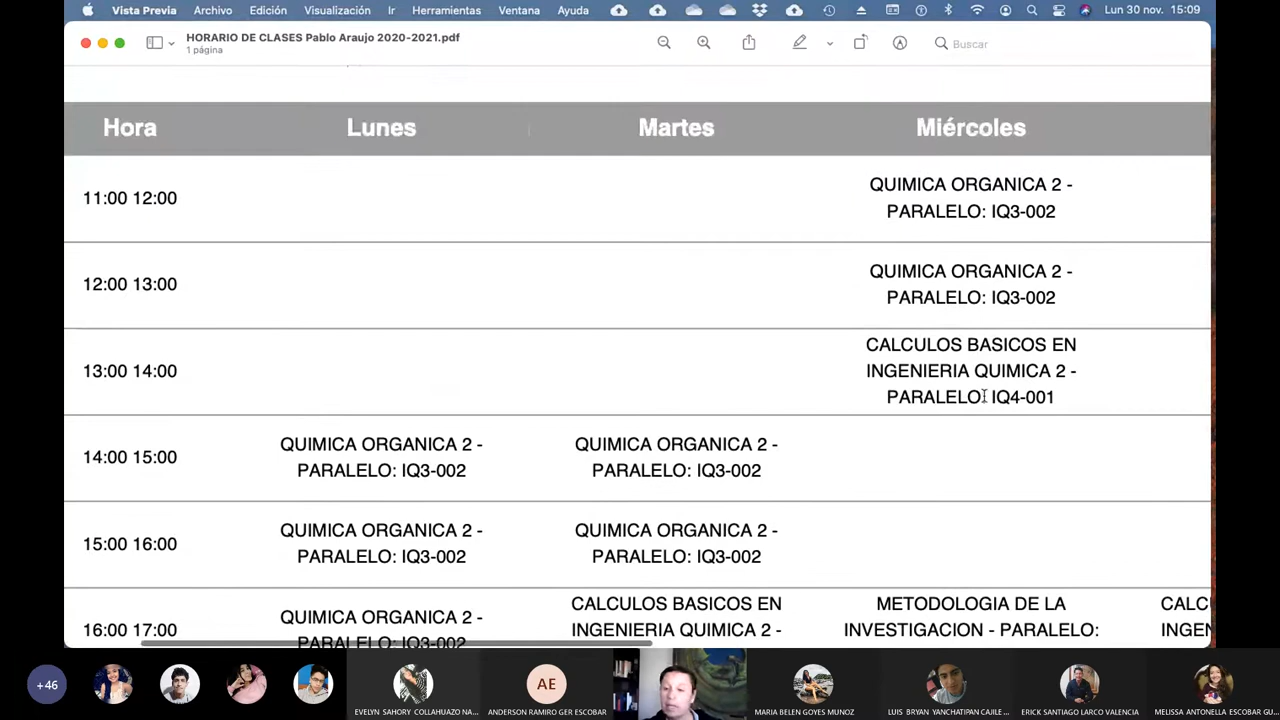 Vista Previa Archivo Edición Visualización Ir Herramientas Ventana Ayuda Lun 30 nov. 15:09
HORARIO DE CLASES Pablo Araujo 2020-2021.pdf
1 página
Buscar
Hora Lunes Martes Miércoles
11:00 12:00
QUIMICA ORGANICA 2 -
PARALELO: IQ3-002
12:00 13:00
QUIMICA ORGANICA 2 -
PARALELO: IQ3-002
13:00 14:00
CALCULOS BASICOS EN
INGENIERIA QUIMICA 2 -
PARALELO: IQ4-001
14:00 15:00
QUIMICA ORGANICA 2 -
PARALELO: IQ3-002
QUIMICA ORGANICA 2 -
PARALELO: IQ3-002
15:00 16:00
QUIMICA ORGANICA 2 -
PARALELO: IQ3-002
QUIMICA ORGANICA 2 -
PARALELO: IQ3-002
16:00 17:00
QUIMICA ORGANICA 2 -
PARALELO: IQ3-002
CALCULOS BASICOS EN
INGENIERIA QUIMICA 2 -
METODOLOGIA DE LA
INVESTIGACION - PARALELO:
CALC
INGEN
+46
EVELYN SAHORY COLLAHUAZO NA...
AE
ANDERSON RAMIRO GER ESCOBAR
MARIA BELEN GOYES MUNOZ
LUIS BRYAN YANCHATIPAN CAJILE...
ERICK SANTIAGO LARCO VALENCIA
MELISSA ANTONELLA ESCOBAR GU...